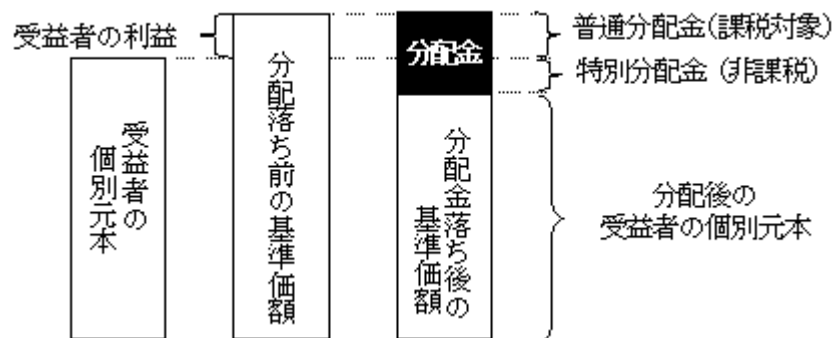 受益者の利益
受益者の
個別元本
分配落ち前の基準価額
分配金
分配金落ち後の
基準価額
普通分配金(課税対象)
特別分配金 (非課税)
分配後の
受益者の個別元本